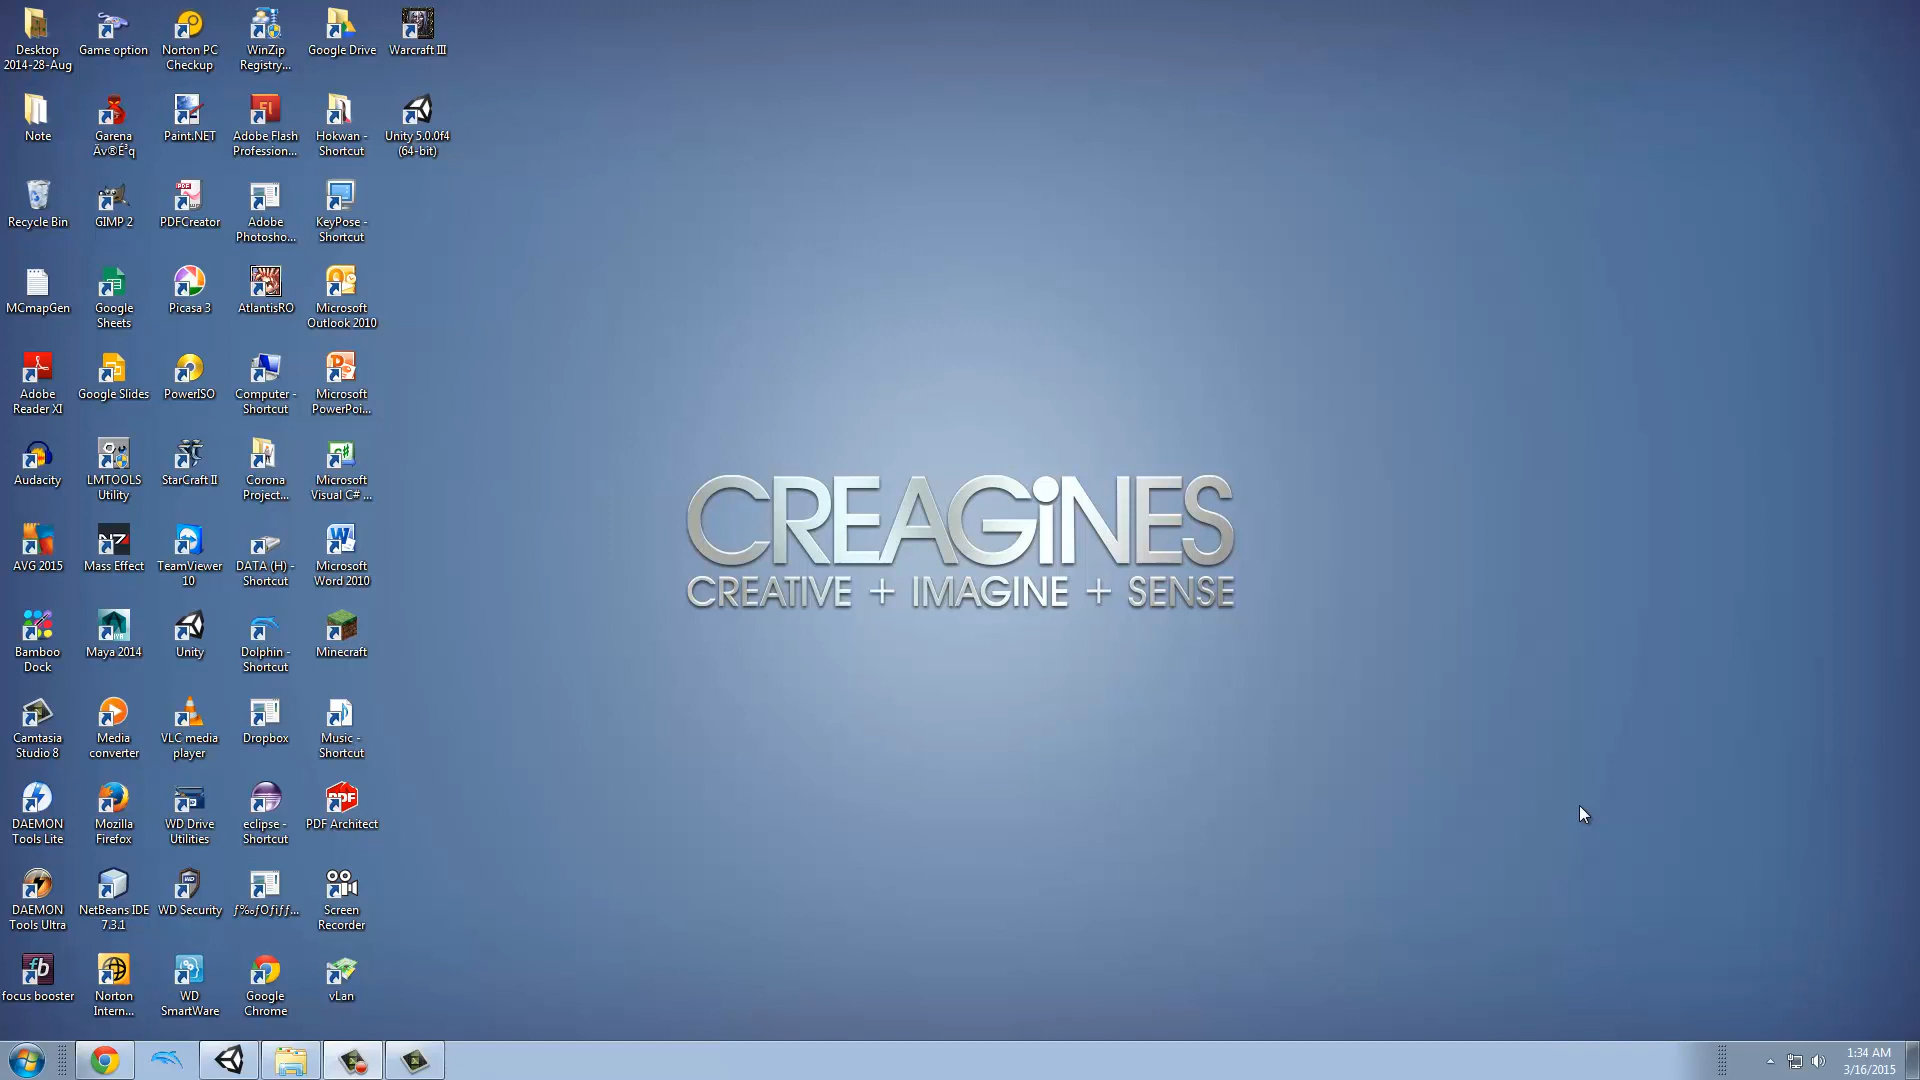 Desktop
2014-28-Aug
Game option
Norton PC
Checkup
WinZip
Registry...
Google Drive
Warcraft III
Note
Garena
Äv®É³q
Paint.NET
Adobe Flash
Profession...
Hokwan -
Shortcut
Unity 5.0.0f4
(64-bit)
Recycle Bin
GIMP 2
PDFCreator
Adobe
Photosho...
KeyPose -
Shortcut
MCmapGen
Google
Sheets
Picasa 3
AtlantisRO
Microsoft
Outlook 2010
Adobe
Reader XI
Google Slides
PowerISO
Computer -
Shortcut
Microsoft
PowerPoi...
Audacity
LMTOOLS
Utility
StarCraft II
Corona
Project...
Microsoft
Visual C# ...
AVG 2015
Mass Effect
TeamViewer
10
DATA (H) -
Shortcut
Microsoft
Word 2010
Bamboo
Dock
Maya 2014
Unity
Dolphin -
Shortcut
Minecraft
Camtasia
Studio 8
Media
converter
VLC media
player
Dropbox
Music -
Shortcut
DAEMON
Tools Lite
Mozilla
Firefox
WD Drive
Utilities
eclipse -
Shortcut
PDF Architect
DAEMON
Tools Ultra
NetBeans IDE
7.3.1
WD Security
Screen
Recorder
focus booster
Norton
Intern...
WD
SmartWare
Google
Chrome
vLan
CREAGiNES
CREATIVE + IMAGINE + SENSE
1:34 AM
3/16/2015